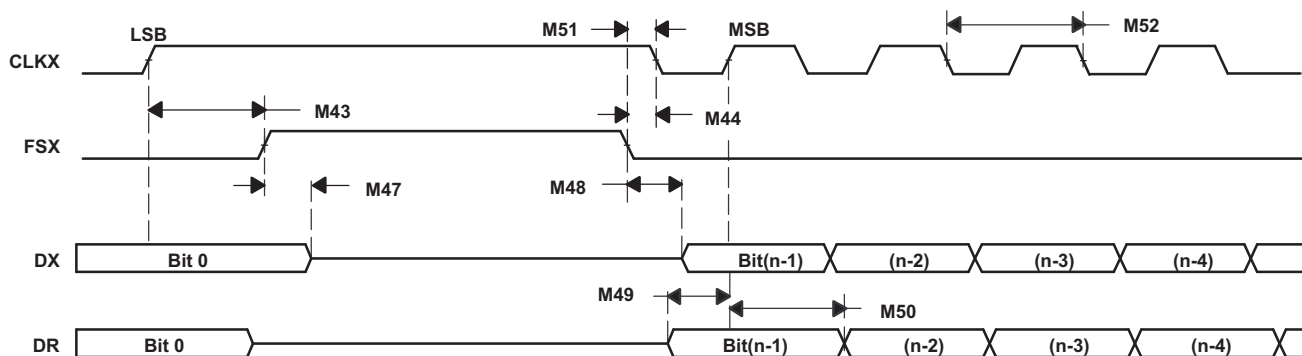 LSB M51 MSB M52
CLKX
M43 M44
FSX
M47 M48
DX Bit 0 Bit(n-1) (n-2) (n-3) (n-4)
M49 M50
DR Bit 0 Bit(n-1) (n-2) (n-3) (n-4)